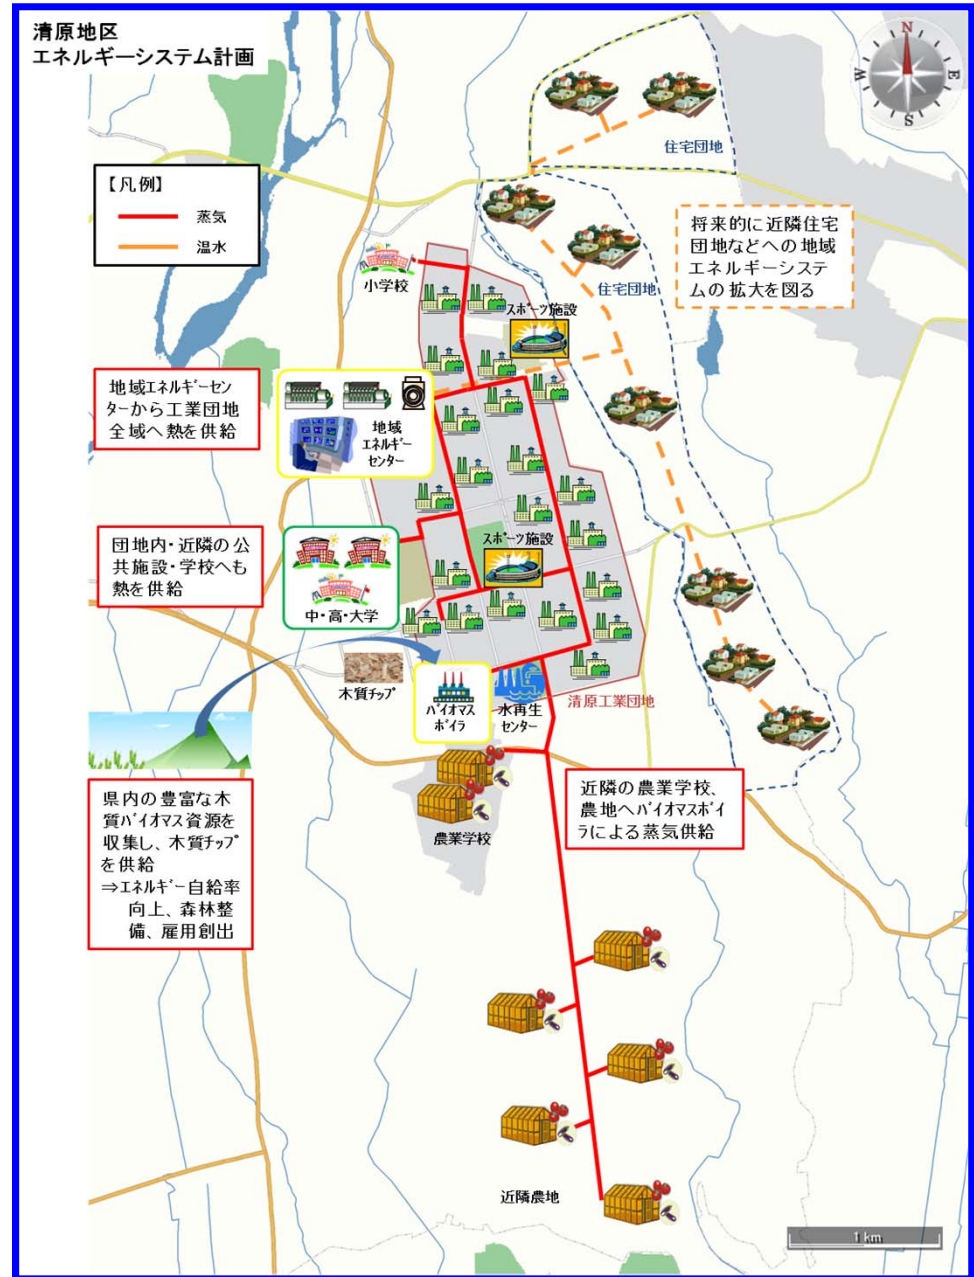 清原地区
エネルギーシステム計画
N
W
E
S
住宅団地
【凡例】
蒸気
温水
将来的に近隣住宅
団地などへの地域
エネルギーシステ
ムの拡大を図る
小学校
住宅団地
スポーツ施設
地域エネルギーセン
ターから工業団地
全域へ熱を供給
地域
エネルギー
センター
団地内・近隣の公
共施設・学校へも
熱を供給
スポーツ施設
中・高・大学
木質チップ
バイオマス
ボイラ
水再生
センター
清原工業団地
県内の豊富な木
質バイオマス資源を
収集し、木質チップ
を供給
⇒エネルギー自給率
向上、森林整
備、雇用創出
農業学校
近隣の農業学校、
農地へバイオマスボイ
ラによる蒸気供給
近隣農地
1 km